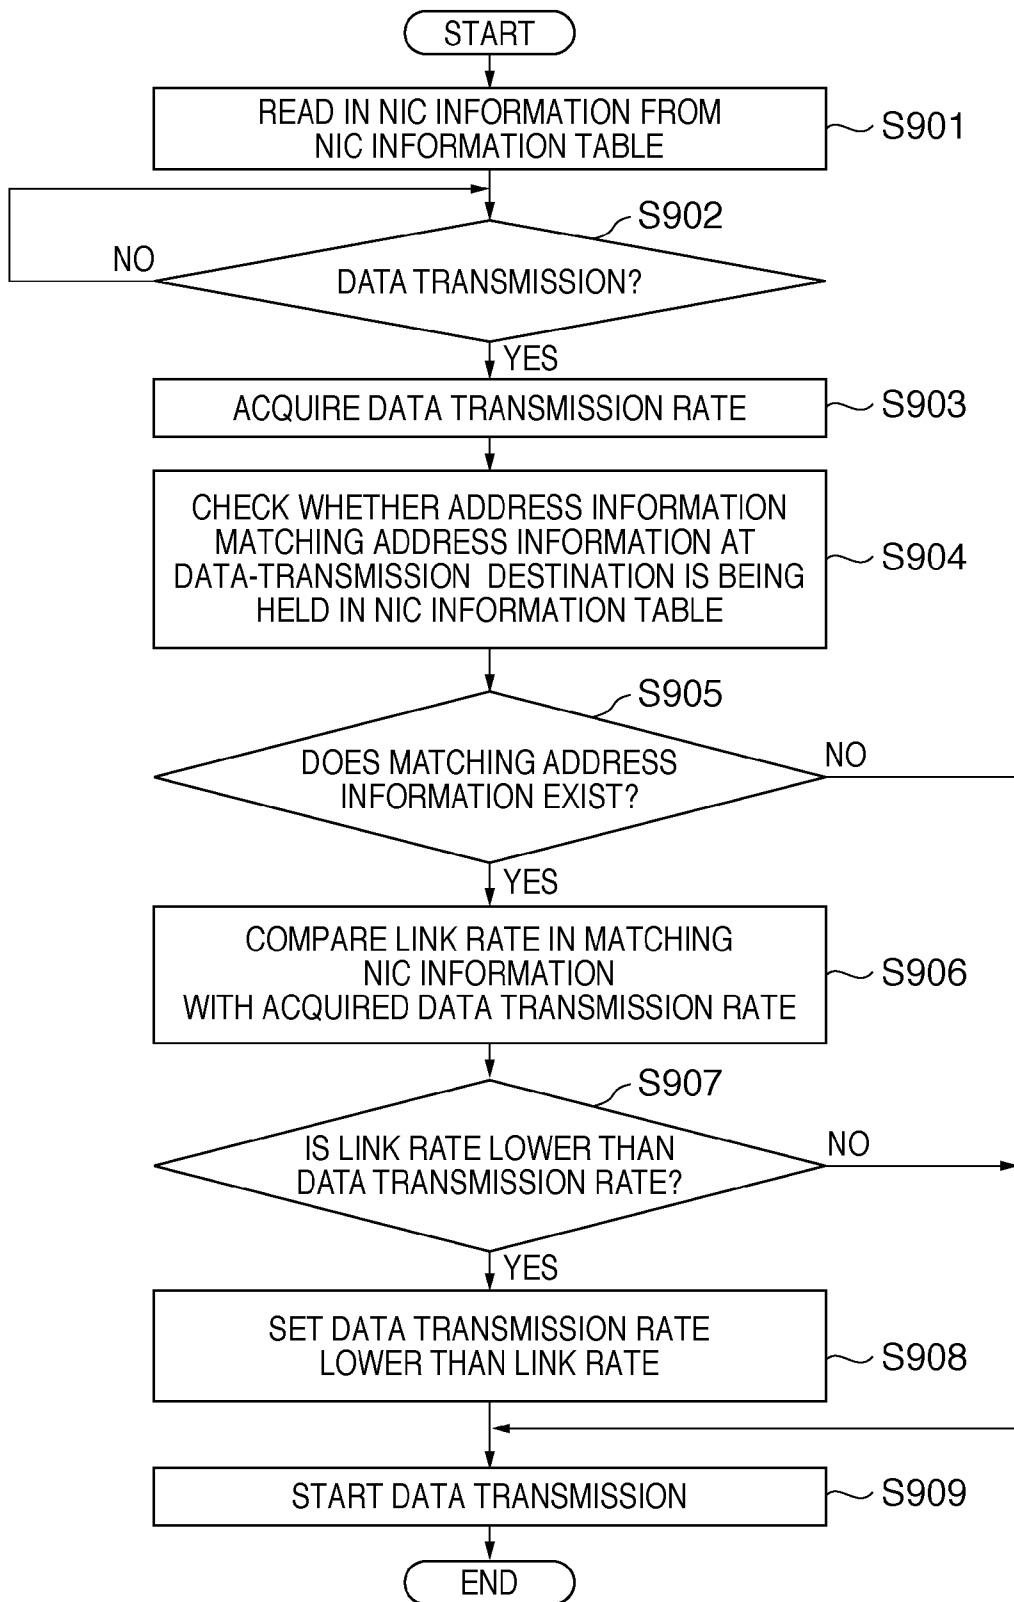 START
READ IN NIC INFORMATION FROM
NIC INFORMATION TABLE
S901
S902
NO
DATA TRANSMISSION?
YES
ACQUIRE DATA TRANSMISSION RATE
S903
CHECK WHETHER ADDRESS INFORMATION
MATCHING ADDRESS INFORMATION AT
DATA-TRANSMISSION DESTINATION IS BEING
HELD IN NIC INFORMATION TABLE
S904
S905
DOES MATCHING ADDRESS
INFORMATION EXIST?
NO
YES
COMPARE LINK RATE IN MATCHING
NIC INFORMATION
WITH ACQUIRED DATA TRANSMISSION RATE
S906
S907
IS LINK RATE LOWER THAN
DATA TRANSMISSION RATE?
NO
YES
SET DATA TRANSMISSION RATE
LOWER THAN LINK RATE
S908
START DATA TRANSMISSION
S909
END